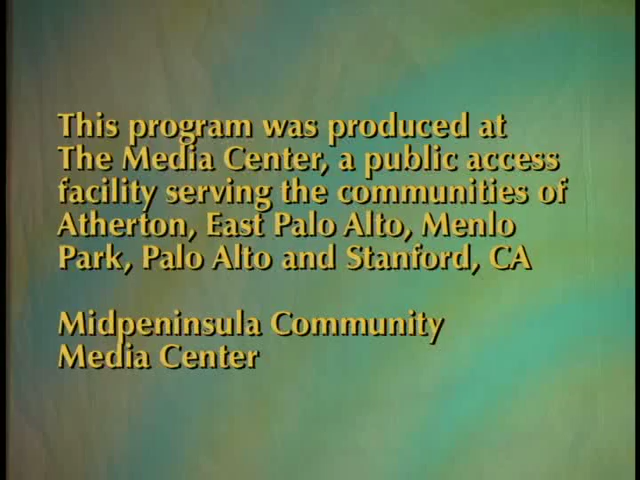 This program was produced at
The Media Center, a public access
facility serving the communities of
Atherton, East Palo Alto, Menlo
Park, Palo Alto and Stanford, CA
Midpeninsula Community
Media Center